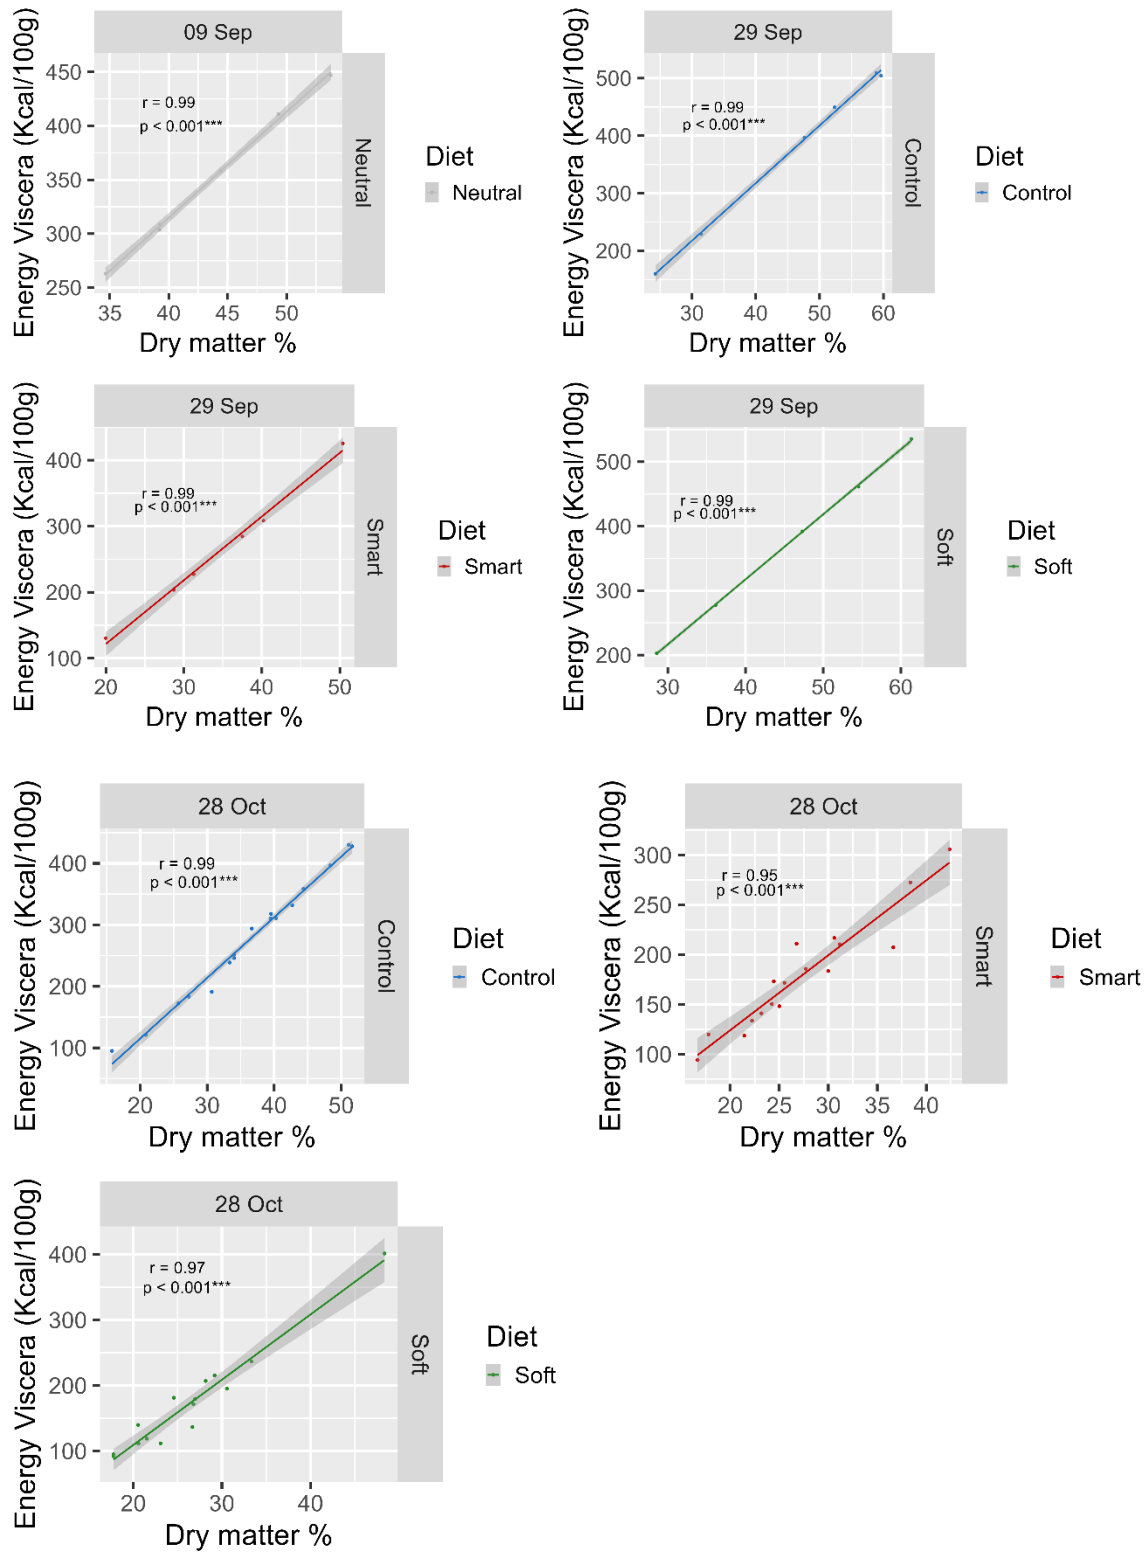 09 Sep
Energy Viscera (Kcal/100g)
450
400
350
300
250
r = 0.99
p < 0.001***
Neutral
35
40
45
50
Dry matter %
Diet
Neutral
29 Sep
Energy Viscera (Kcal/100g)
500
400
300
200
r = 0.99
p < 0.001***
Control
30
40
50
60
Dry matter %
Diet
Control
29 Sep
Energy Viscera (Kcal/100g)
400
300
200
100
r = 0.99
p < 0.001***
Smart
20
30
40
50
Dry matter %
Diet
Smart
29 Sep
Energy Viscera (Kcal/100g)
500
400
300
200
r = 0.99
p < 0.001***
Soft
30
40
50
60
Dry matter %
Diet
Soft
28 Oct
Energy Viscera (Kcal/100g)
400
300
200
100
r = 0.99
p < 0.001***
Control
20
30
40
50
Dry matter %
Diet
Control
28 Oct
Energy Viscera (Kcal/100g)
300
250
200
150
100
r = 0.95
p < 0.001***
Smart
20
25
30
35
40
Dry matter %
Diet
Smart
28 Oct
Energy Viscera (Kcal/100g)
400
300
200
100
r = 0.97
p < 0.001***
Soft
20
30
40
Dry matter %
Diet
Soft